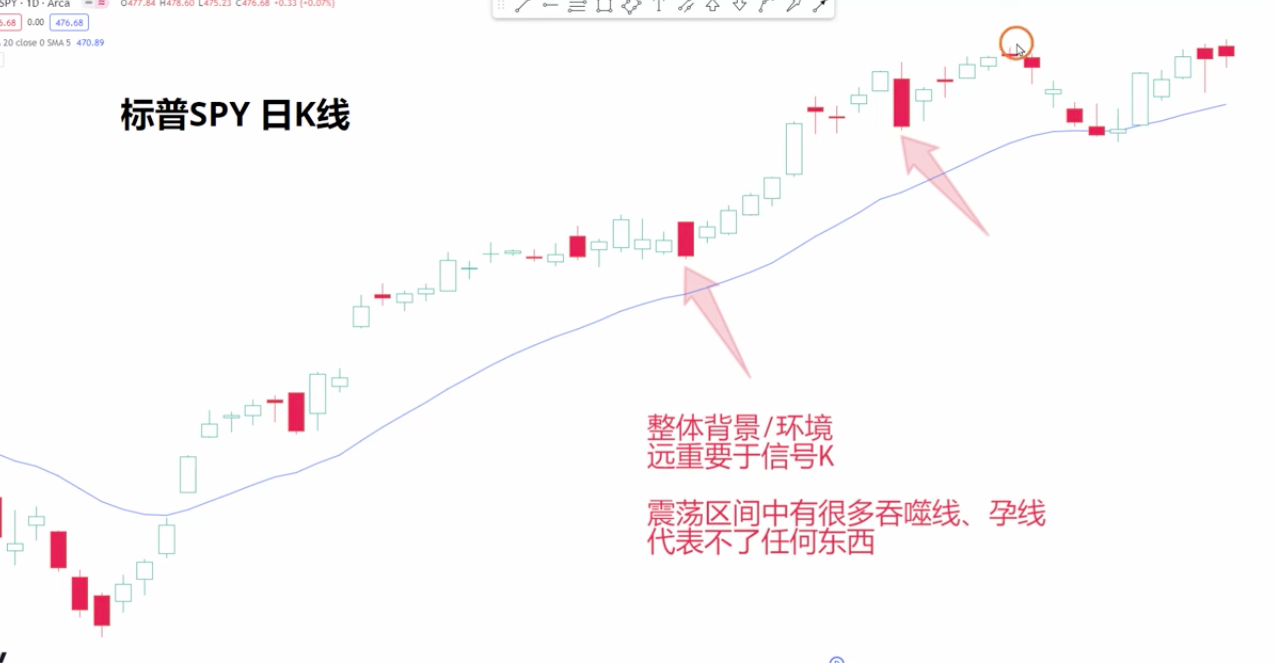 SPY · 1D · Arca O477.84 H478.60 L475.23 C476.68 +0.33 (+0.07%)
6.68 0.00 476.68
20 close 0 SMA 5 470.89
标普SPY 日K线
整体背景/环境
远重要于信号K
震荡区间中有很多吞噬线、孕线
代表不了任何东西